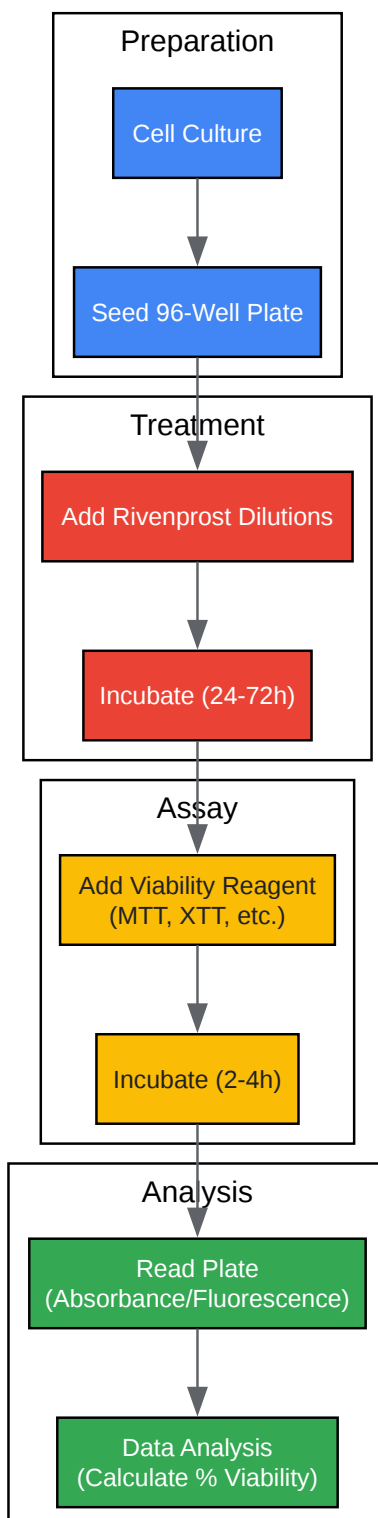 Preparation
Cell Culture
Seed 96-Well Plate
Treatment
Add Rivenprost Dilutions
Incubate (24-72h)
Assay
Add Viability Reagent
(MTT, XTT, etc.)
Incubate (2-4h)
Analysis
Read Plate
(Absorbance/Fluorescence)
Data Analysis
(Calculate % Viability)